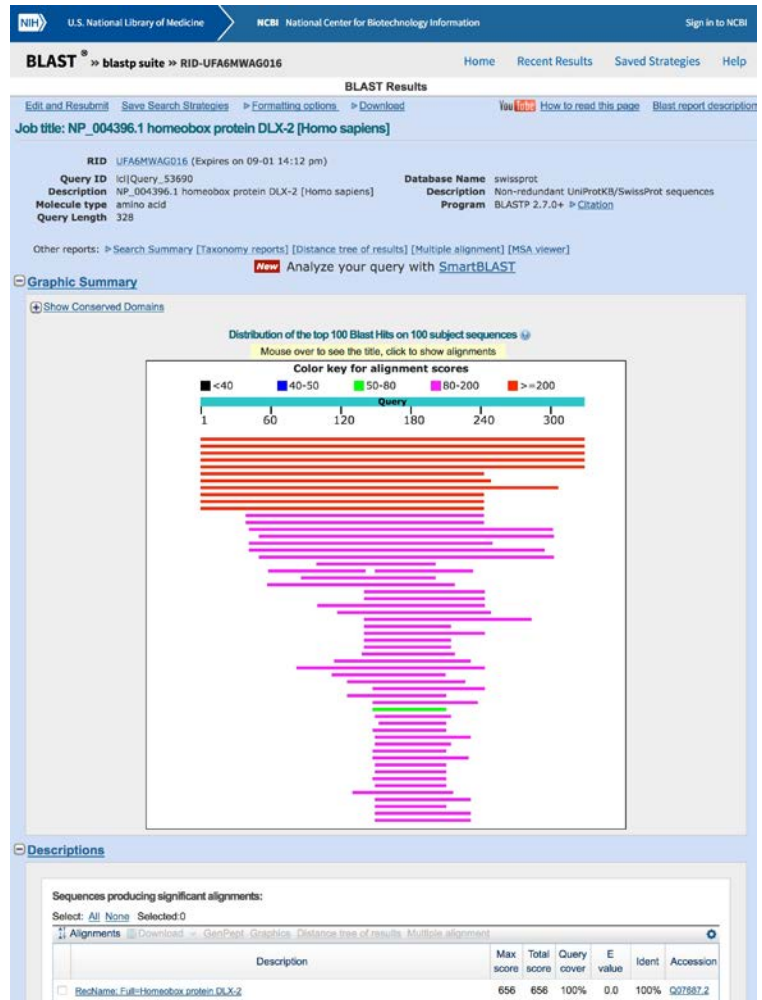 NIH U.S. National Library of Medicine NCBI National Center for Biotechnology Information Sign in to NCBI
BLAST ® » blastp suite » RID-UFA6MWAG016 Home Recent Results Saved Strategies Help
BLAST Results
Edit and Resubmit Save Search Strategies Formatting options Download YouTube How to read this page Blast report description
Job title: NP_004396.1 homeobox protein DLX-2 [Homo sapiens]
RID UFA6MWAG016 (Expires on 09-01 14:12 pm)
Query ID lcl|Query_53690 Database Name swissprot
Description NP_004396.1 homeobox protein DLX-2 [Homo sapiens] Description Non-redundant UniProtKB/SwissProt sequences
Molecule type amino acid Program BLASTP 2.7.0+ Citation
Query Length 328
Other reports: Search Summary [Taxonomy reports] [Distance tree of results] [Multiple alignment] [MSA viewer]
New Analyze your query with SmartBLAST
Graphic Summary
Show Conserved Domains
Distribution of the top 100 Blast Hits on 100 subject sequences
Mouse over to see the title, click to show alignments
Color key for alignment scores
<40 40-50 50-80 80-200 >=200
Query
1 60 120 180 240 300
Descriptions
Sequences producing significant alignments:
Select: All None Selected:0
Alignments Download GenPept Graphics Distance tree of results Multiple alignment
Description Max score Total score Query cover E value Ident Accession
RecName: Full=Homeobox protein DLX-2 656 656 100% 0.0 100% Q07687.2